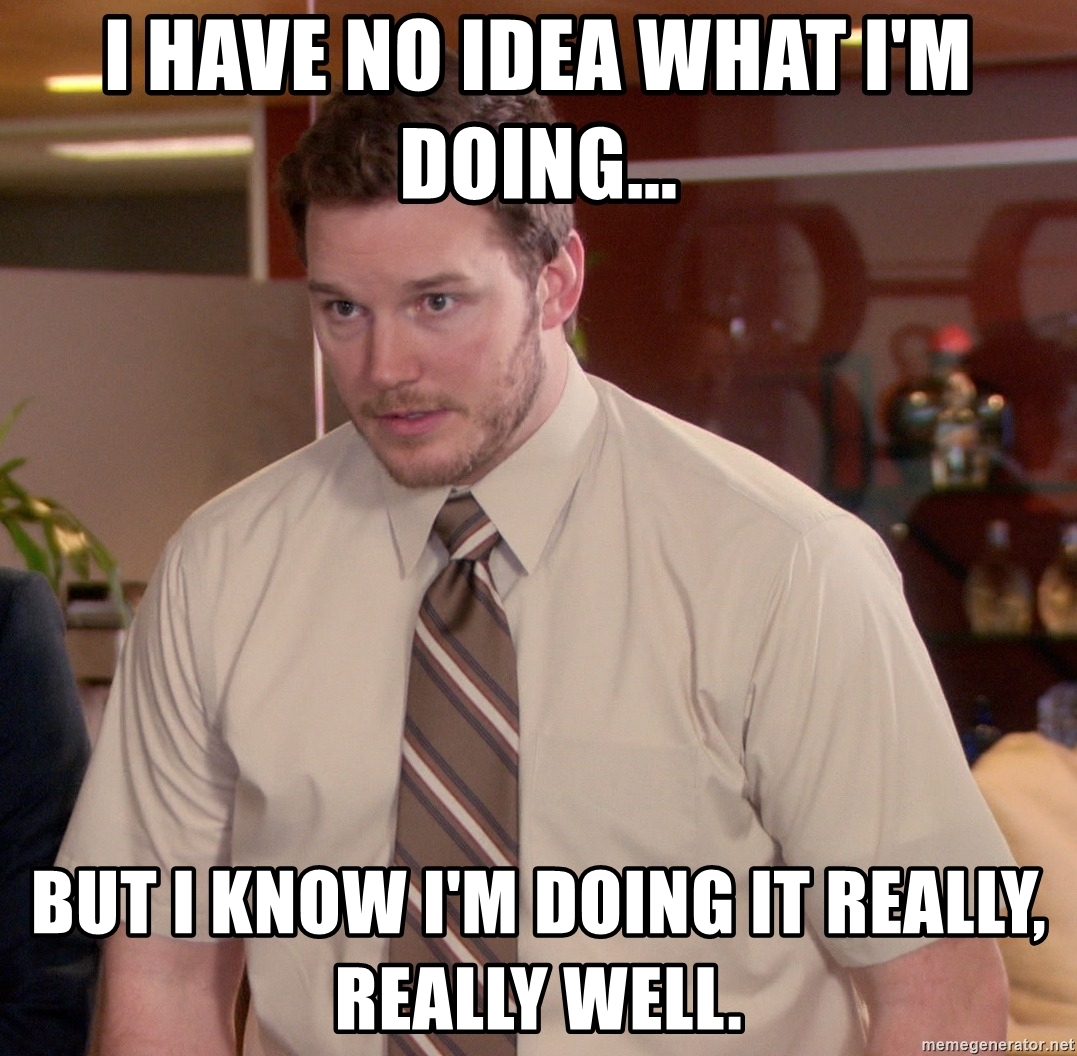 I HAVE NO IDEA WHAT I'M
DOING...
BUT I KNOW I'M DOING IT REALLY,
REALLY WELL.
memegenerator.net